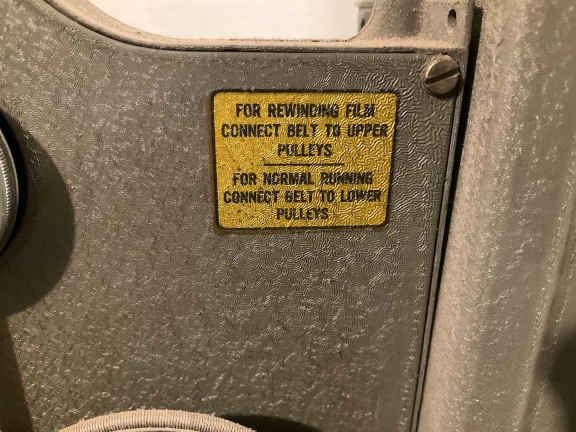 FOR REWINDING FILM
CONNECT BELT TO UPPER
PULLEYS
FOR NORMAL RUNNING
CONNECT BELT TO LOWER
PULLEYS